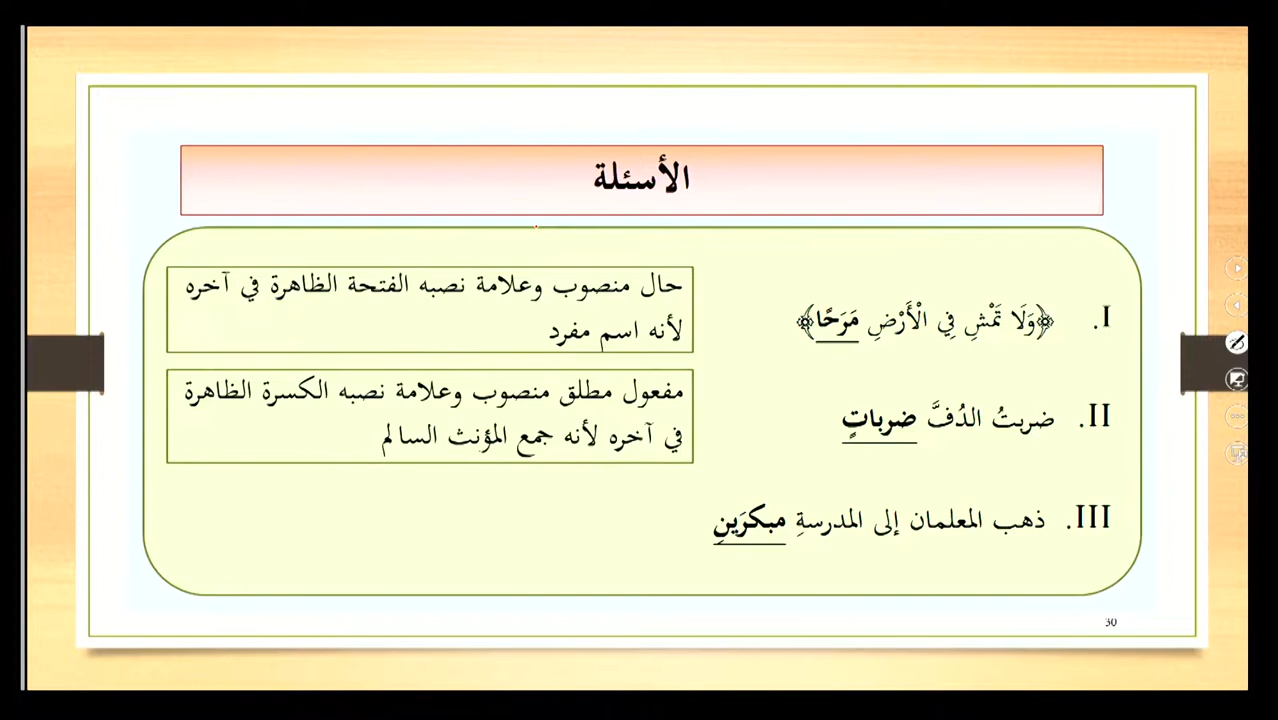 الأسئلة
I. ﴿وَلَا تَمْشِ فِي الْأَرْضِ مَرَحًا﴾
حال منصوب وعلامة نصبه الفتحة الظاهرة في آخره
لأنه اسم مفرد
II. ضربتُ الدُفَّ ضرباتٍ
مفعول مطلق منصوب وعلامة نصبه الكسرة الظاهرة
في آخره لأنه جمع المؤنث السالم
III. ذهب المعلمان إلى المدرسةِ مبكرَينِ
30